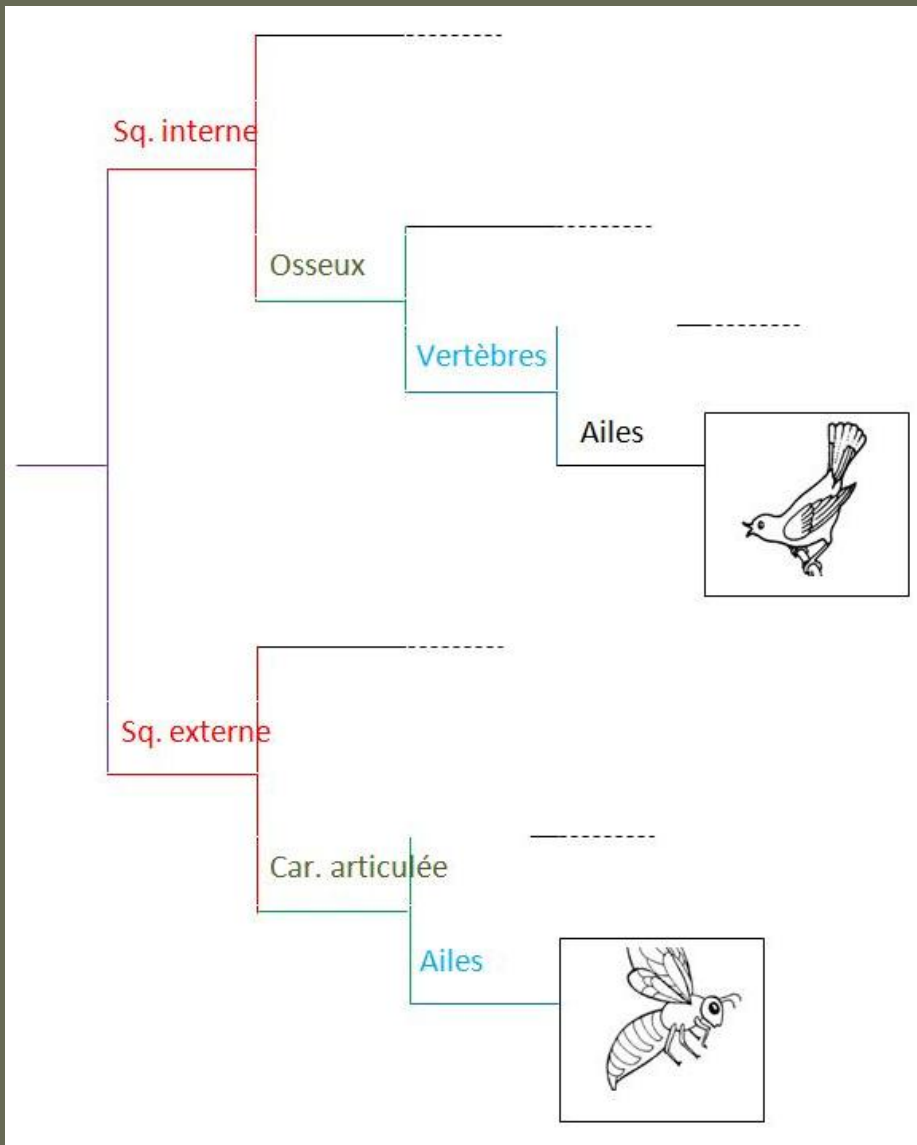 Sq. interne
Osseux
Vertèbres
Ailes
Sq. externe
Car. articulée
Ailes